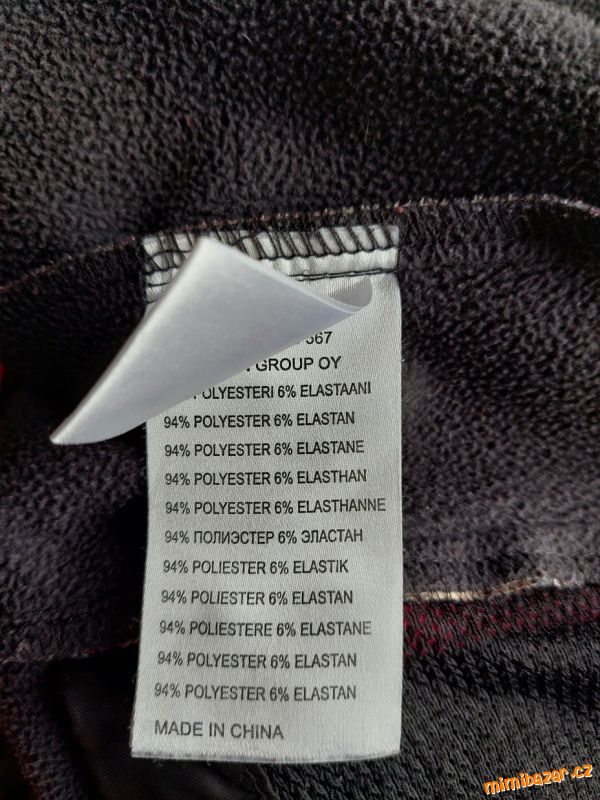 567
GROUP OY
POLYESTERI 6% ELASTAANI
94% POLYESTER 6% ELASTAN
94% POLYESTER 6% ELASTANE
94% POLYESTER 6% ELASTHAN
94% POLYESTER 6% ELASTHANNE
94% ПОЛИЭСТЕР 6% ЭЛАСТАН
94% POLIESTER 6% ELASTIK
94% POLIESTER 6% ELASTAN
94% POLIESTERE 6% ELASTANE
94% POLYESTER 6% ELASTAN
94% POLYESTER 6% ELASTAN
MADE IN CHINA
mimibazar.cz